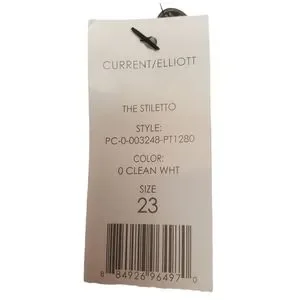 CURRENT/ELLIOTT
THE STILETTO
STYLE:
PC-0-003248-PT1280
COLOR:
0 CLEAN WHT
SIZE
23
8 84926 96497 0